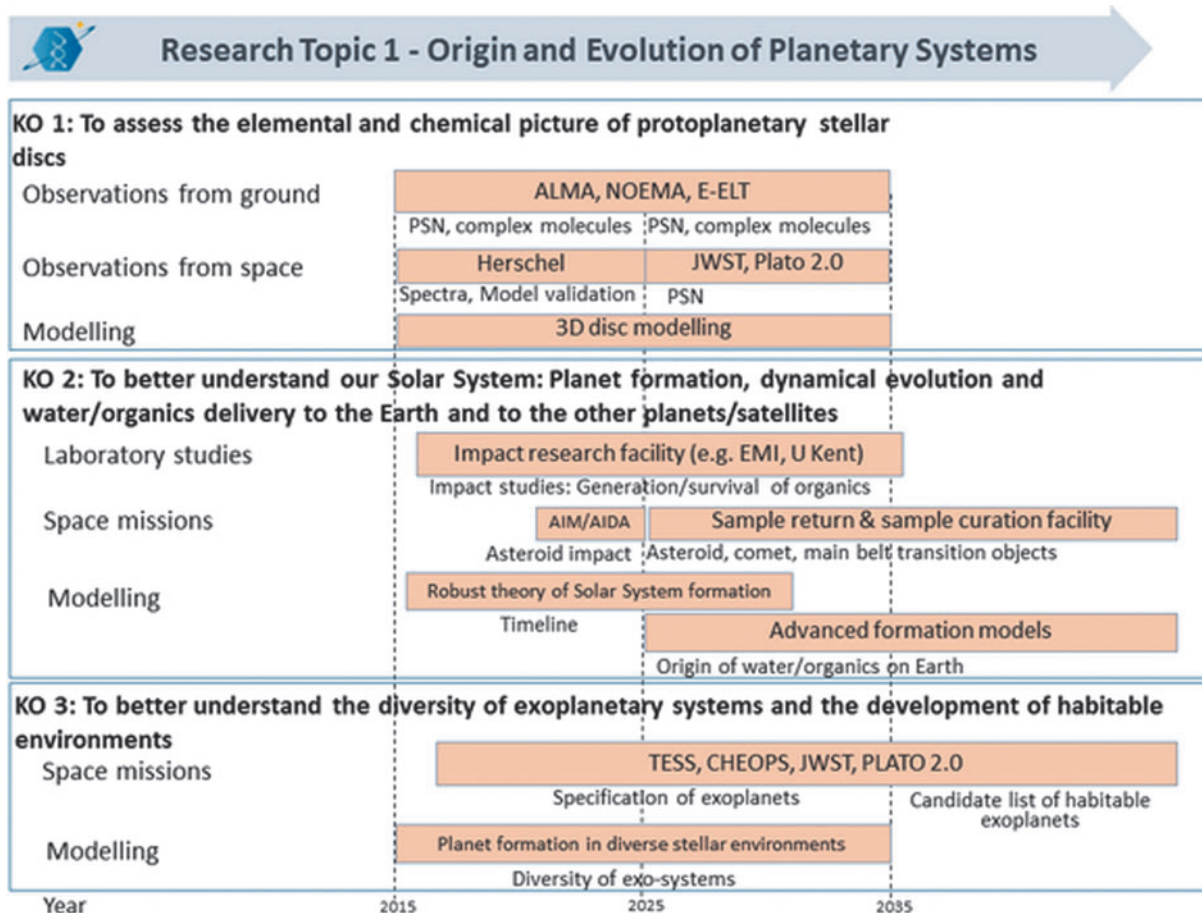 Research Topic 1 - Origin and Evolution of Planetary Systems
KO 1: To assess the elemental and chemical picture of protoplanetary stellar
discs
Observations from ground
ALMA, NOEMA, E-ELT
PSN, complex molecules
PSN, complex molecules
Observations from space
Herschel
JWST, Plato 2.0
Spectra, Model validation
PSN
Modelling
3D disc modelling
KO 2: To better understand our Solar System: Planet formation, dynamical evolution and
water/organics delivery to the Earth and to the other planets/satellites
Laboratory studies
Impact research facility (e.g. EMI, U Kent)
Impact studies: Generation/survival of organics
Space missions
AIM/AIDA
Sample return & sample curation facility
Asteroid impact
Asteroid, comet, main belt transition objects
Modelling
Robust theory of Solar System formation
Timeline
Advanced formation models
Origin of water/organics on Earth
KO 3: To better understand the diversity of exoplanetary systems and the development of habitable
environments
Space missions
TESS, CHEOPS, JWST, PLATO 2.0
Specification of exoplanets
Candidate list of habitable
exoplanets
Modelling
Planet formation in diverse stellar environments
Diversity of exo-systems
Year
2015
2025
2035